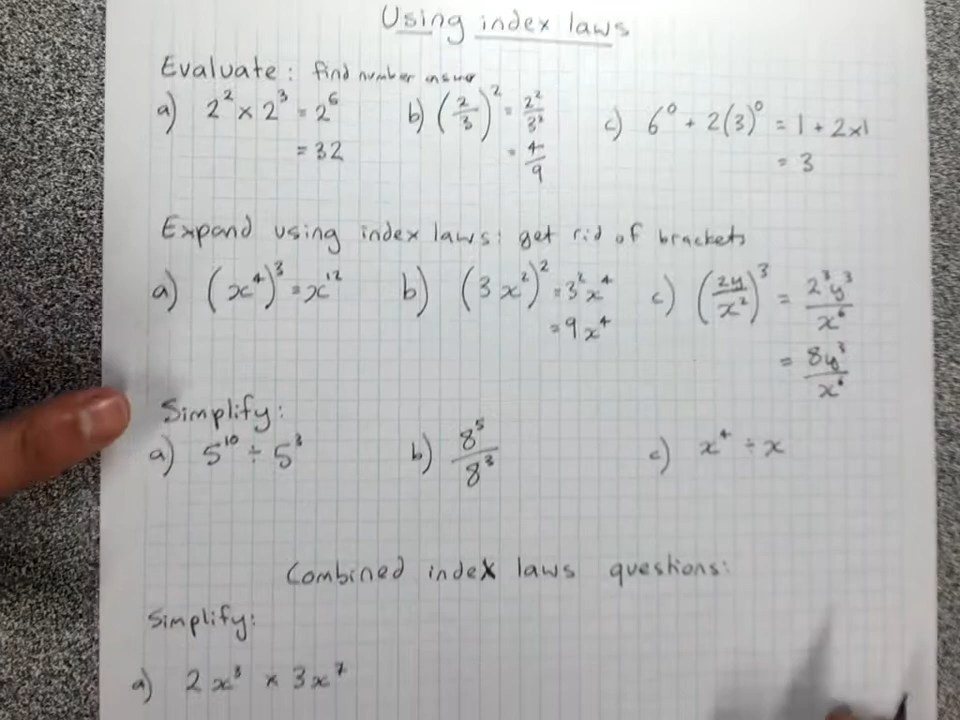 Using index laws
Evaluate: find number answer
a) 2² × 2³ = 2⁵ b) (2/3)² = 2²/3² c) 6⁰ + 2(3)⁰ = 1 + 2×1
= 32 = 4/9 = 3
Expand using index laws: get rid of brackets
a) (x⁴)³ = x¹² b) (3x²)² = 3²x⁴ c) (2y/x²)³ = 2³y³/x⁶
= 9x⁴ = 8y³/x⁶
Simplify:
a) 5¹⁰ ÷ 5³ b) 8⁵/8³ c) x⁴ ÷ x
Combined index laws questions:
Simplify:
a) 2x³ × 3x⁷